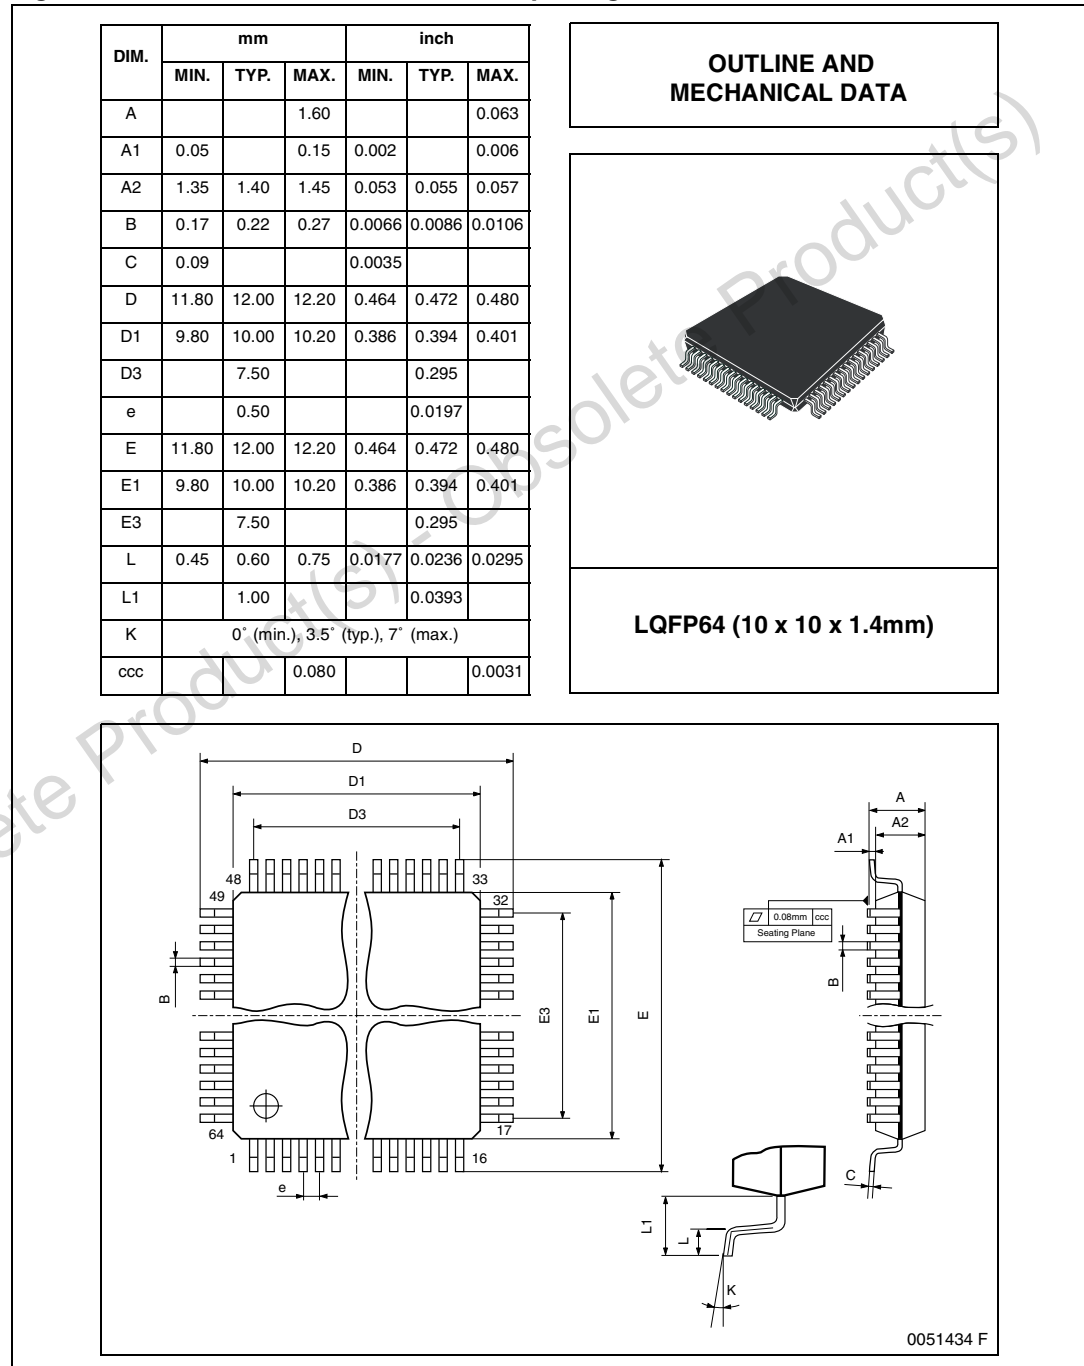 DIM. mm inch
MIN. TYP. MAX. MIN. TYP. MAX.
A 1.60 0.063
A1 0.05 0.15 0.002 0.006
A2 1.35 1.40 1.45 0.053 0.055 0.057
B 0.17 0.22 0.27 0.0066 0.0086 0.0106
C 0.09 0.0035
D 11.80 12.00 12.20 0.464 0.472 0.480
D1 9.80 10.00 10.20 0.386 0.394 0.401
D3 7.50 0.295
e 0.50 0.0197
E 11.80 12.00 12.20 0.464 0.472 0.480
E1 9.80 10.00 10.20 0.386 0.394 0.401
E3 7.50 0.295
L 0.45 0.60 0.75 0.0177 0.0236 0.0295
L1 1.00 0.0393
K 0˚ (min.), 3.5˚ (typ.), 7˚ (max.)
ccc 0.080 0.0031
OUTLINE AND
MECHANICAL DATA
LQFP64 (10 x 10 x 1.4mm)
D
D1
D3
A
A2
A1
48 33
49 32
0.08mm ccc
Seating Plane
B
E3
E1
E
B
64 17
1 16
e
C
L1
L
K
0051434 F
ete Product(s) - Obsolete Product(s)